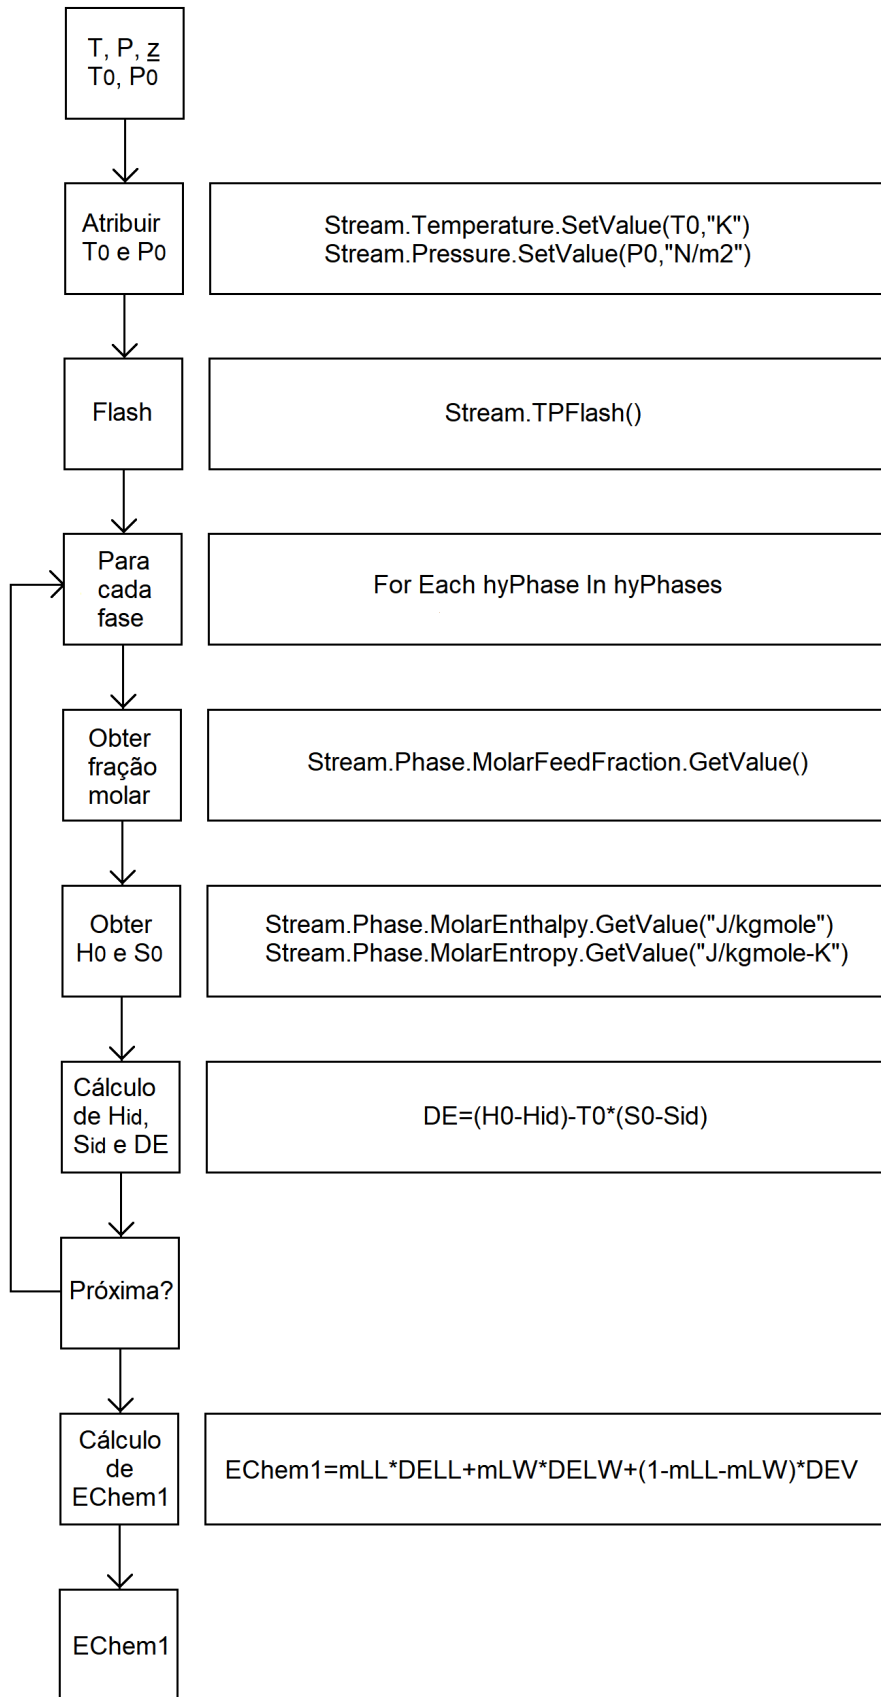 T, P, z
T0, P0
Atribuir
T0 e P0
Stream.Temperature.SetValue(T0,"K")
Stream.Pressure.SetValue(P0,"N/m2")
Flash
Stream.TPFlash()
Para
cada
fase
For Each hyPhase In hyPhases
Obter
fração
molar
Stream.Phase.MolarFeedFraction.GetValue()
Obter
H0 e S0
Stream.Phase.MolarEnthalpy.GetValue("J/kgmole")
Stream.Phase.MolarEntropy.GetValue("J/kgmole-K")
Cálculo
de Hid,
Sid e DE
DE=(H0-Hid)-T0*(S0-Sid)
Próxima?
Cálculo
de
EChem1
EChem1=mLL*DELL+mLW*DELW+(1-mLL-mLW)*DEV
EChem1